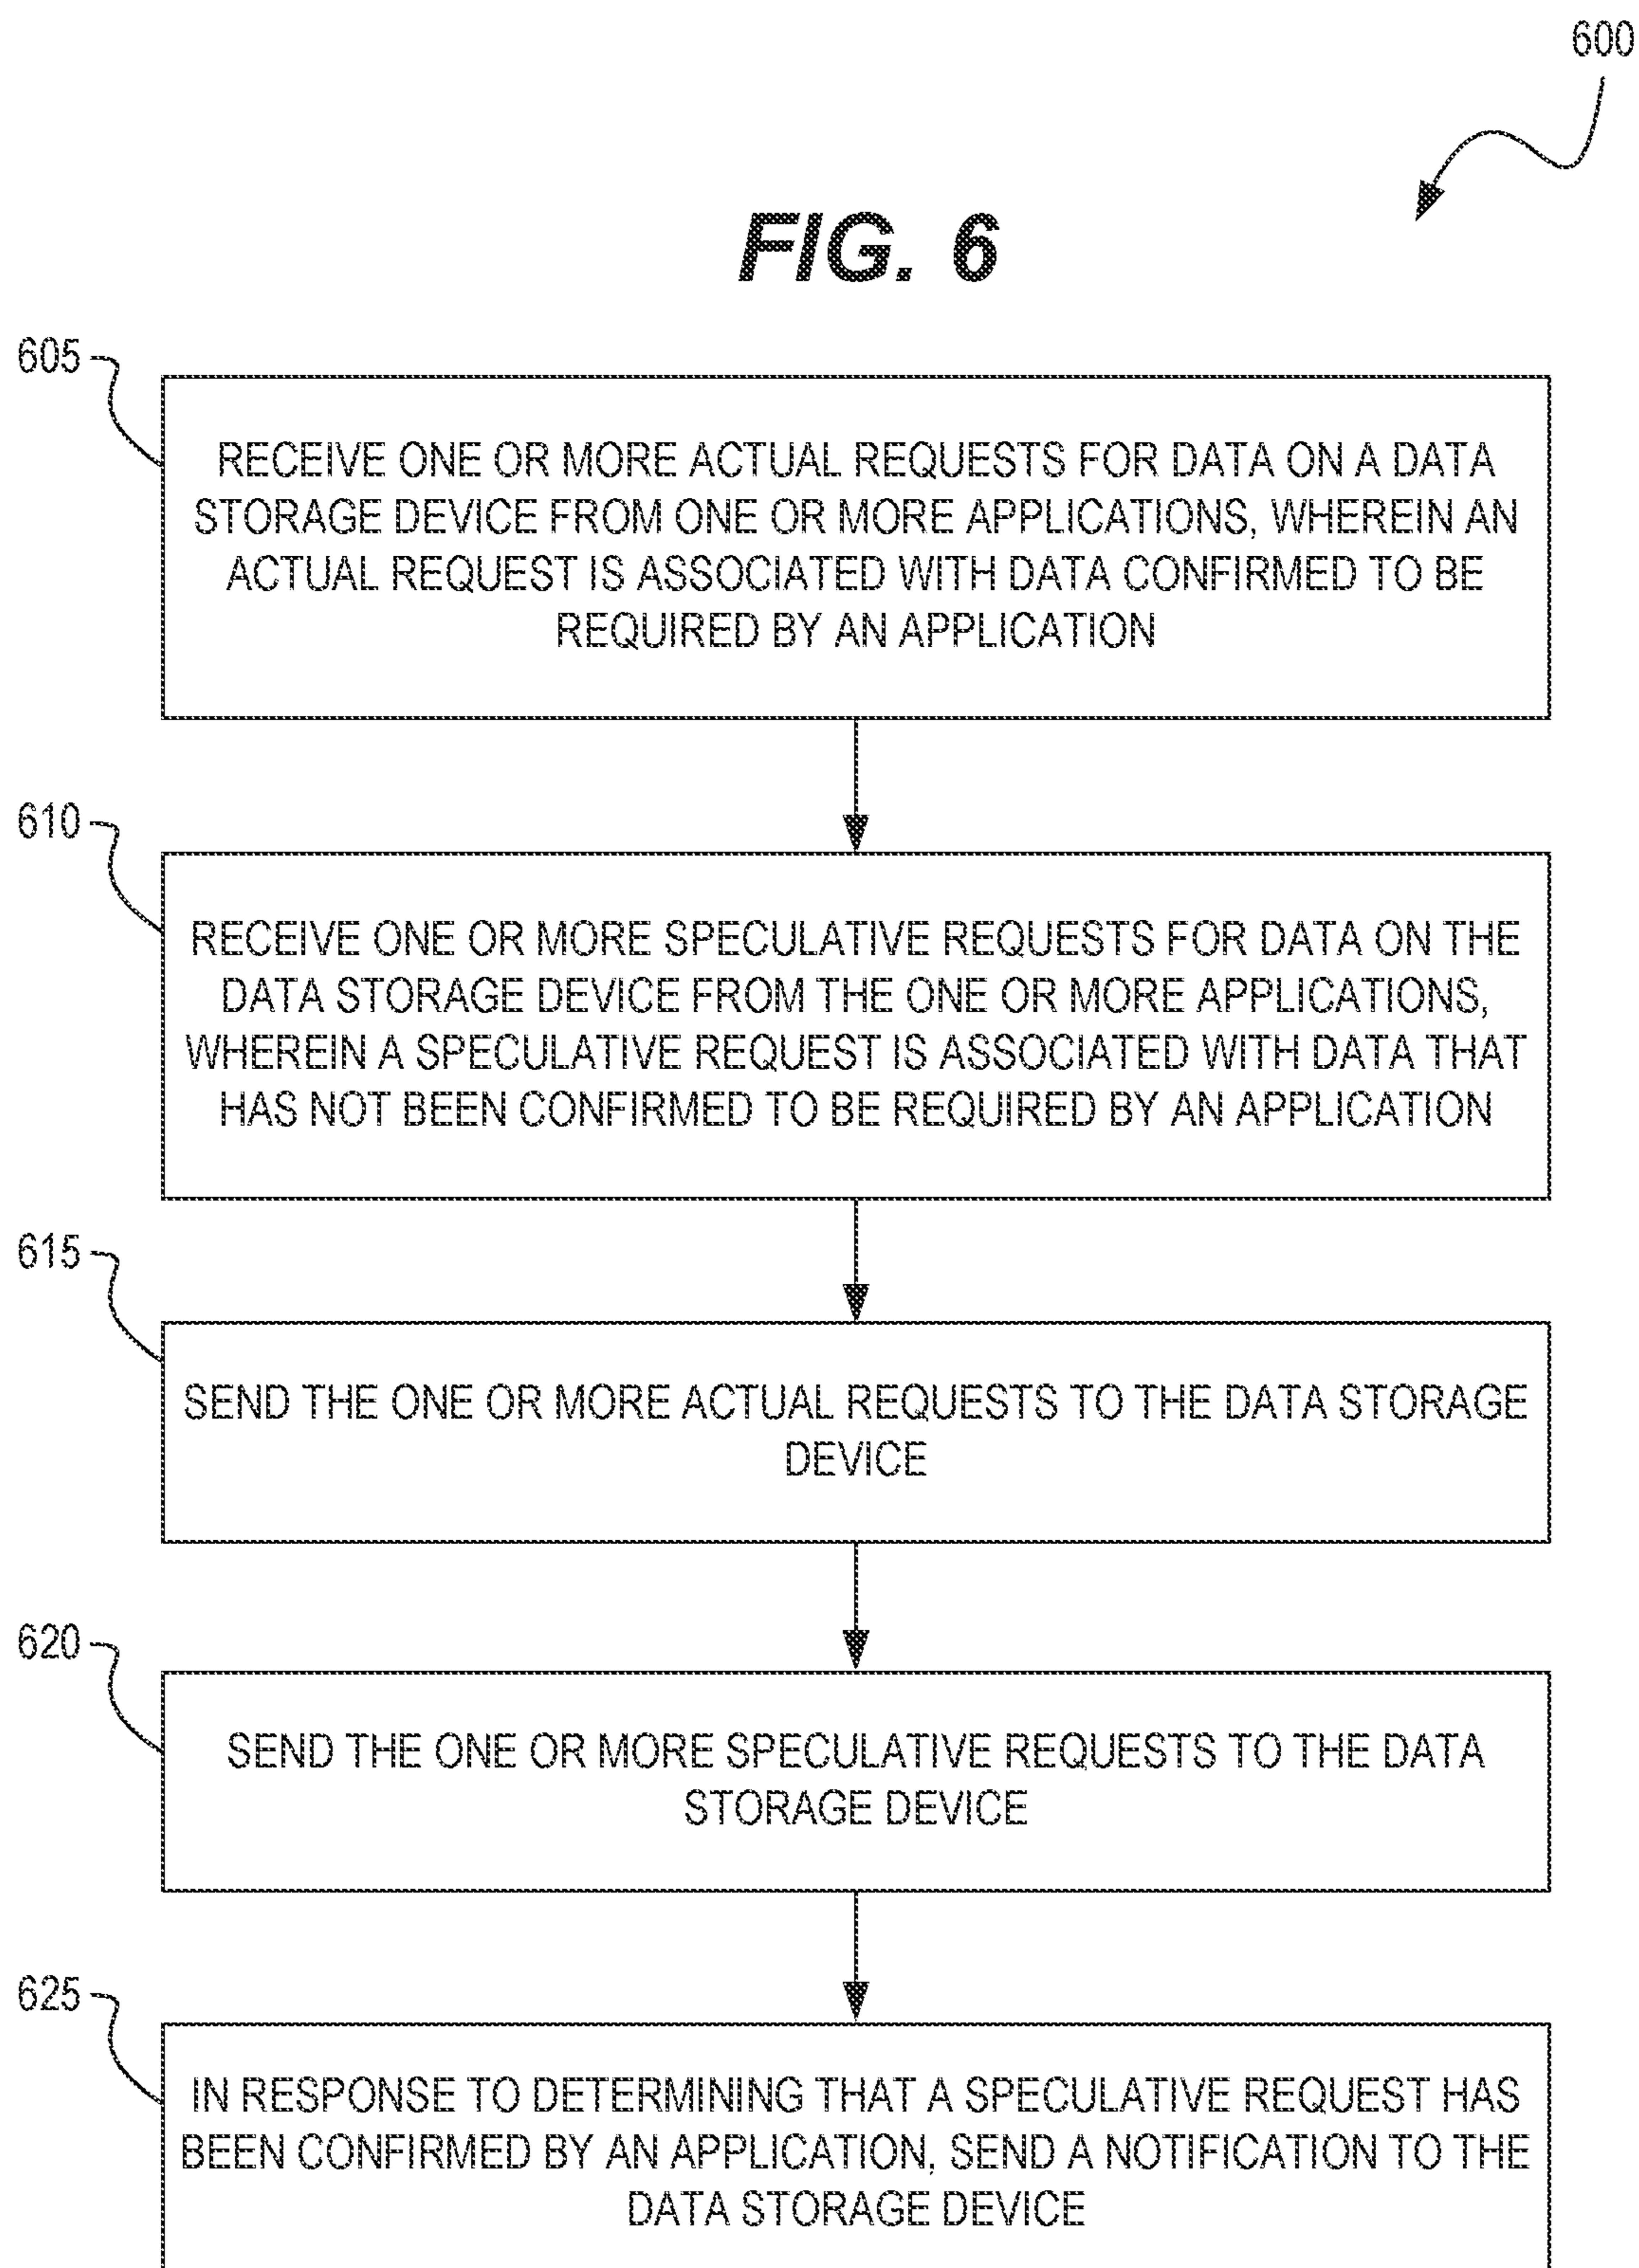 600
FIG. 6
605
RECEIVE ONE OR MORE ACTUAL REQUESTS FOR DATA ON A DATA
STORAGE DEVICE FROM ONE OR MORE APPLICATIONS, WHEREIN AN
ACTUAL REQUEST IS ASSOCIATED WITH DATA CONFIRMED TO BE
REQUIRED BY AN APPLICATION
610
RECEIVE ONE OR MORE SPECULATIVE REQUESTS FOR DATA ON THE
DATA STORAGE DEVICE FROM THE ONE OR MORE APPLICATIONS,
WHEREIN A SPECULATIVE REQUEST IS ASSOCIATED WITH DATA THAT
HAS NOT BEEN CONFIRMED TO BE REQUIRED BY AN APPLICATION
615
SEND THE ONE OR MORE ACTUAL REQUESTS TO THE DATA STORAGE
DEVICE
620
SEND THE ONE OR MORE SPECULATIVE REQUESTS TO THE DATA
STORAGE DEVICE
625
IN RESPONSE TO DETERMINING THAT A SPECULATIVE REQUEST HAS
BEEN CONFIRMED BY AN APPLICATION, SEND A NOTIFICATION TO THE
DATA STORAGE DEVICE